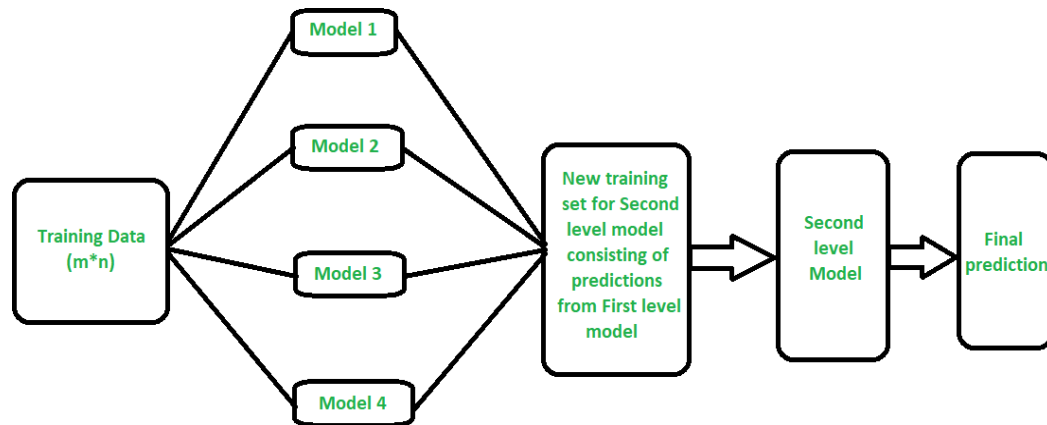 Model 1
Model 2
Training Data
(m*n)
Model 3
Model 4
New training
set for Second
level model
consisting of
predictions
from First level
model
Second
level
Model
Final
prediction